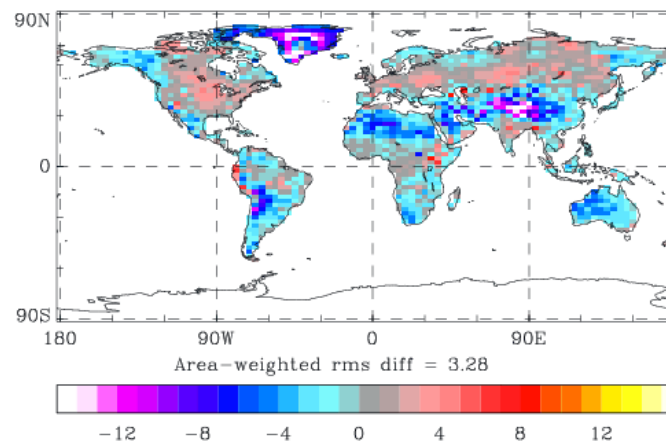 90N
0
90S
180 90W 0 90E
Area-weighted rms diff = 3.28
-12 -8 -4 0 4 8 12